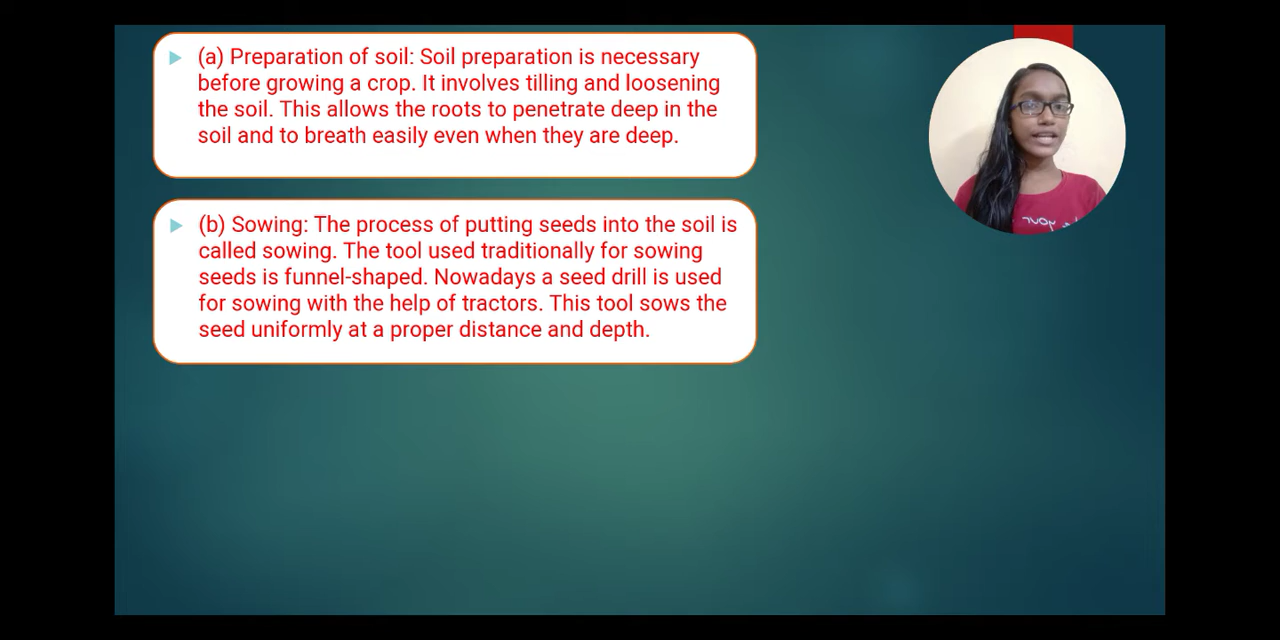 (a) Preparation of soil: Soil preparation is necessary
before growing a crop. It involves tilling and loosening
the soil. This allows the roots to penetrate deep in the
soil and to breath easily even when they are deep.
(b) Sowing: The process of putting seeds into the soil is
called sowing. The tool used traditionally for sowing
seeds is funnel-shaped. Nowadays a seed drill is used
for sowing with the help of tractors. This tool sows the
seed uniformly at a proper distance and depth.
your